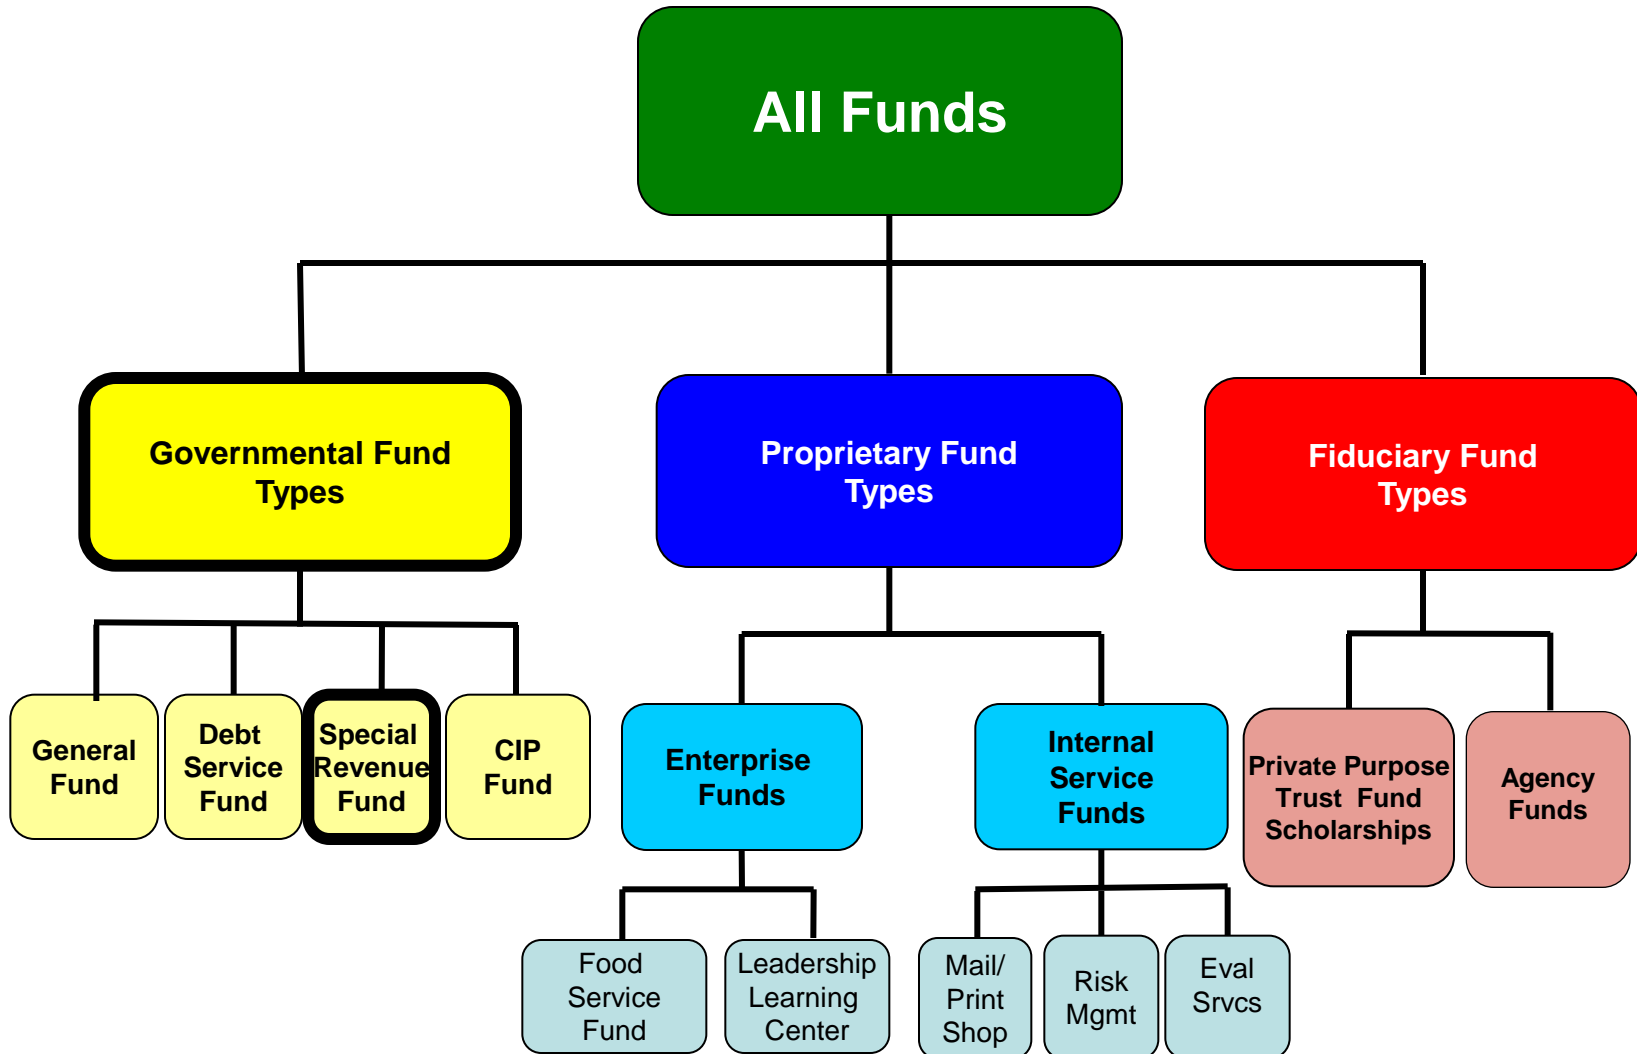 All Funds
Governmental Fund
Types
Proprietary Fund
Types
Fiduciary Fund
Types
General
Fund
Debt
Service
Fund
Special
Revenue
Fund
CIP
Fund
Enterprise
Funds
Internal
Service
Funds
Private Purpose
Trust Fund
Scholarships
Agency
Funds
Food
Service
Fund
Leadership
Learning
Center
Mail/
Print
Shop
Risk
Mgmt
Eval
Srvcs